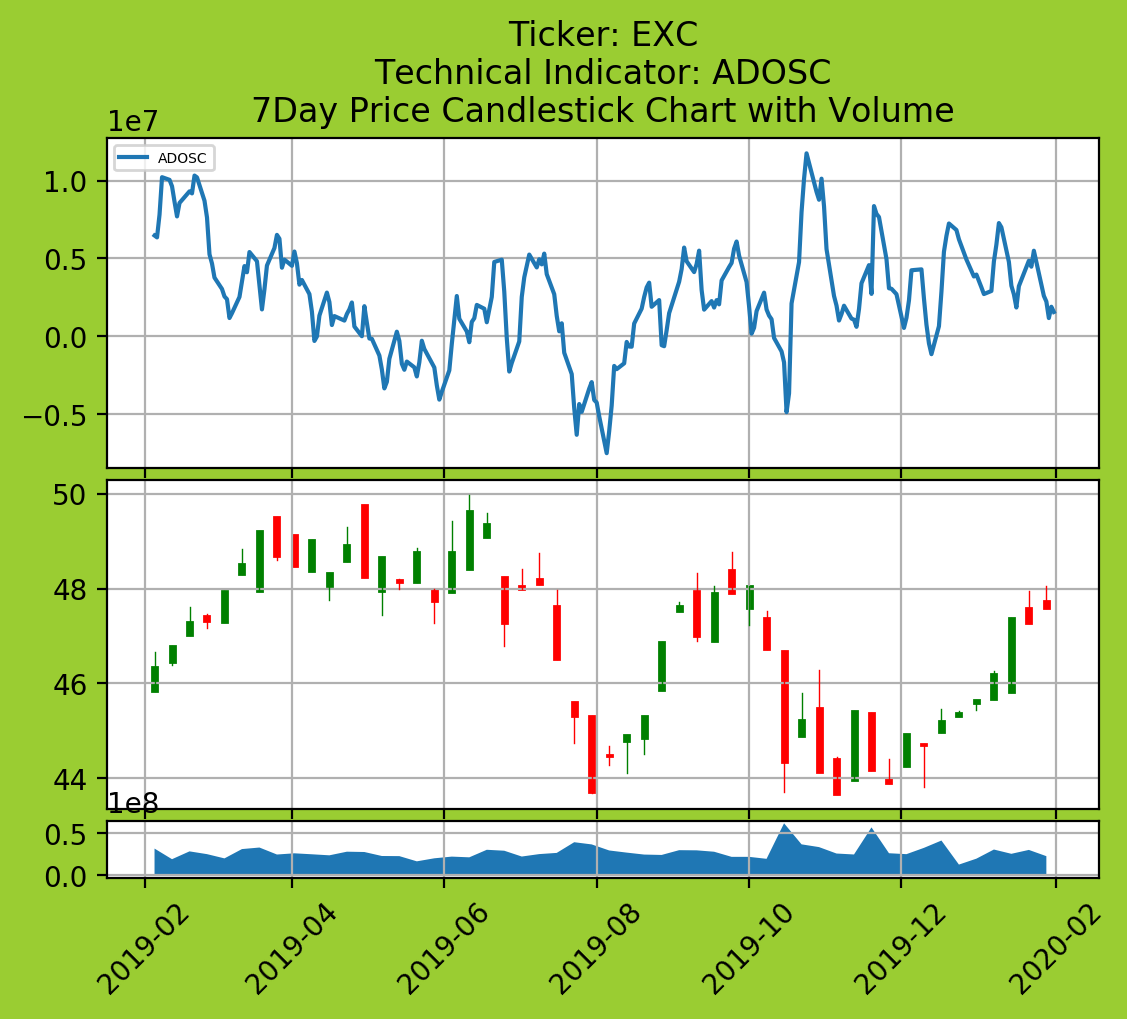 Ticker: EXC
Technical Indicator: ADOSC
7Day Price Candlestick Chart with Volume
1e7
ADOSC
1.0
0.5
0.0
−0.5
50
48
46
44
1e8
0.5
0.0
2019-02
2019-04
2019-06
2019-08
2019-10
2019-12
2020-02